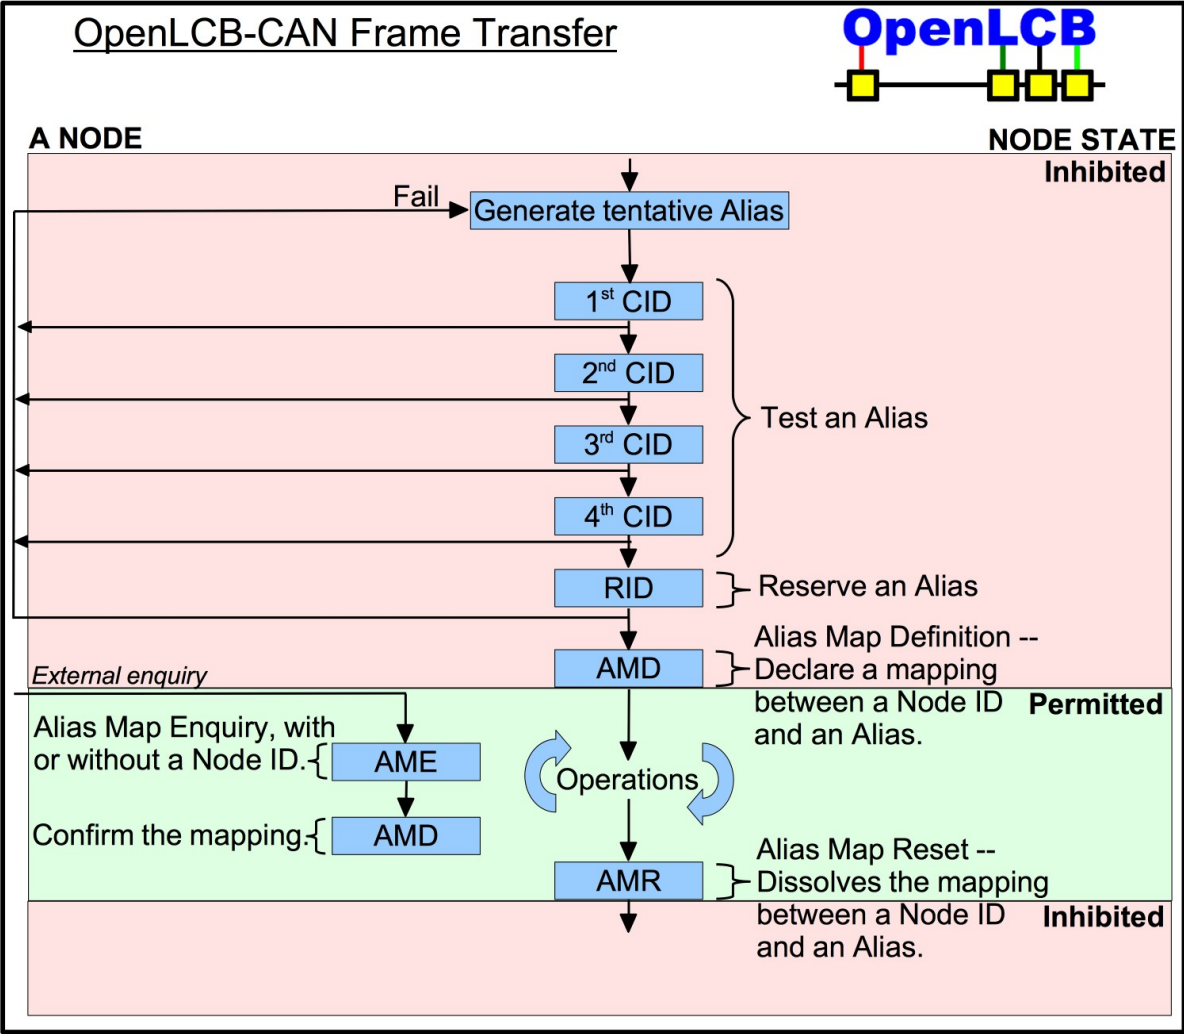 OpenLCB-CAN Frame Transfer
OpenLCB
A NODE
NODE STATE
Inhibited
Fail
Generate tentative Alias
1st CID
2nd CID
3rd CID
4th CID
Test an Alias
RID
Reserve an Alias
AMD
Alias Map Definition --
Declare a mapping
between a Node ID
and an Alias.
External enquiry
Permitted
Alias Map Enquiry, with
or without a Node ID.
AME
Operations
Confirm the mapping.
AMD
AMR
Alias Map Reset --
Dissolves the mapping
between a Node ID
and an Alias.
Inhibited